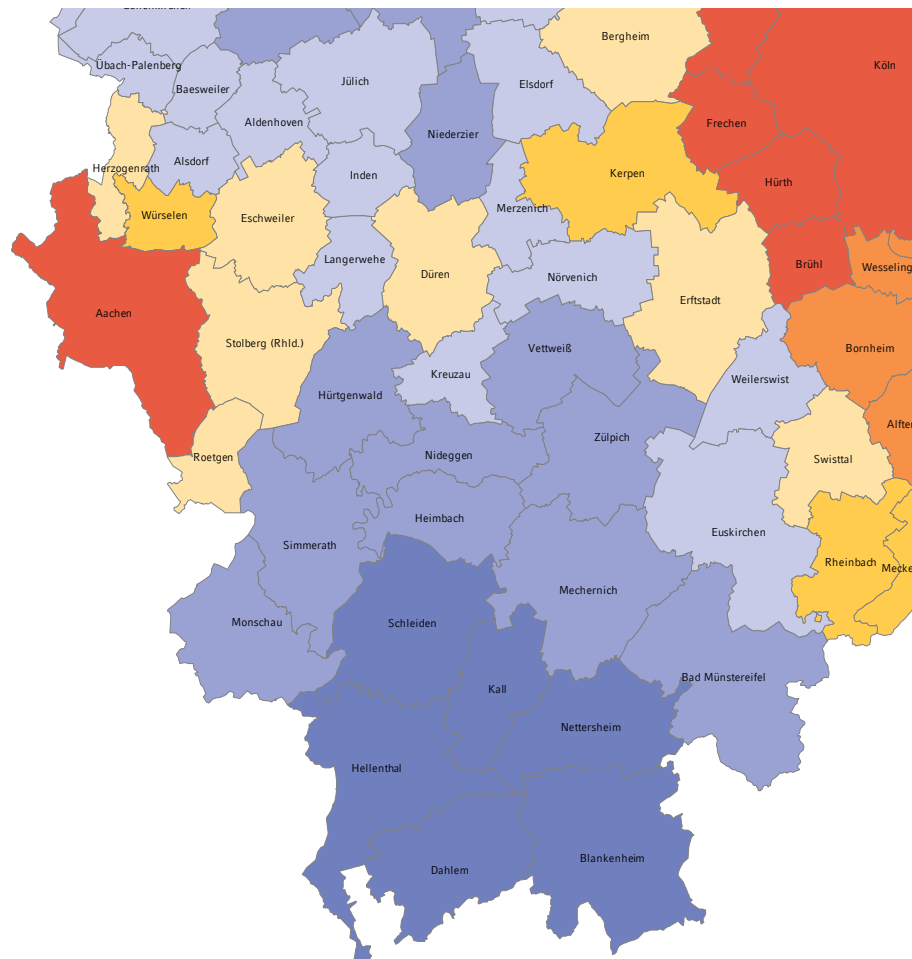 Bergheim
Köln
Übach-Palenberg
Baesweiler
Jülich
Elsdorf
Aldenhoven
Niederzier
Frechen
Herzogenrath
Alsdorf
Inden
Kerpen
Hürth
Würselen
Eschweiler
Merzenich
Langerwehe
Düren
Nörvenich
Brühl
Wesseling
Aachen
Erftstadt
Stolberg (Rhld.)
Vettweiß
Bornheim
Kreuzau
Weilerswist
Hürtgenwald
Zülpich
Alfter
Roetgen
Nideggen
Swisttal
Heimbach
Euskirchen
Simmerath
Rheinbach
Mecke
Mechernich
Monschau
Schleiden
Bad Münstereifel
Kall
Nettersheim
Hellenthal
Blankenheim
Dahlem